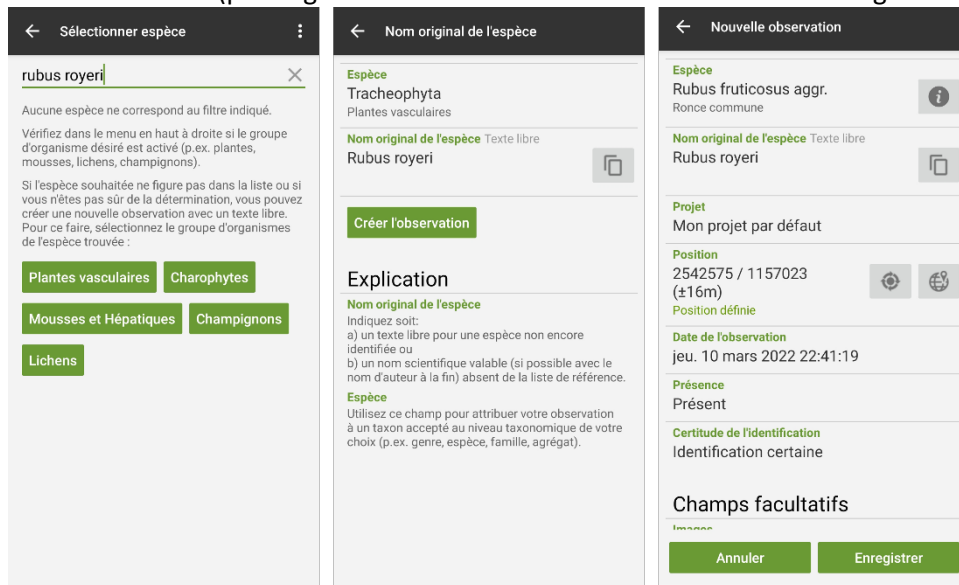 Sélectionner espèce
rubus royeri
Aucune espèce ne correspond au filtre indiqué.
Vérifiez dans le menu en haut à droite si le groupe
d'organisme désiré est activé (p.ex. plantes,
mousses, lichens, champignons).
Si l'espèce souhaitée ne figure pas dans la liste ou si
vous n'êtes pas sûr de la détermination, vous pouvez
créer une nouvelle observation avec un texte libre.
Pour ce faire, sélectionnez le groupe d'organismes
de l'espèce trouvée :
Plantes vasculaires Charophytes
Mousses et Hépatiques Champignons
Lichens
Nom original de l'espèce
Espèce
Tracheophyta
Plantes vasculaires
Nom original de l'espèce Texte libre
Rubus royeri
Créer l'observation
Explication
Nom original de l'espèce
Indiquez soit:
a) un texte libre pour une espèce non encore
identifiée ou
b) un nom scientifique valable (si possible avec le
nom d'auteur à la fin) absent de la liste de référence.
Espèce
Utilisez ce champ pour attribuer votre observation
à un taxon accepté au niveau taxonomique de votre
choix (p.ex. genre, espèce, famille, agrégat).
Nouvelle observation
Espèce
Rubus fruticosus aggr.
Ronce commune
Nom original de l'espèce Texte libre
Rubus royeri
Projet
Mon projet par défaut
Position
2542575 / 1157023
(±16m)
Position définie
Date de l'observation
jeu. 10 mars 2022 22:41:19
Présence
Présent
Certitude de l'identification
Identification certaine
Champs facultatifs
Images
Annuler Enregistrer